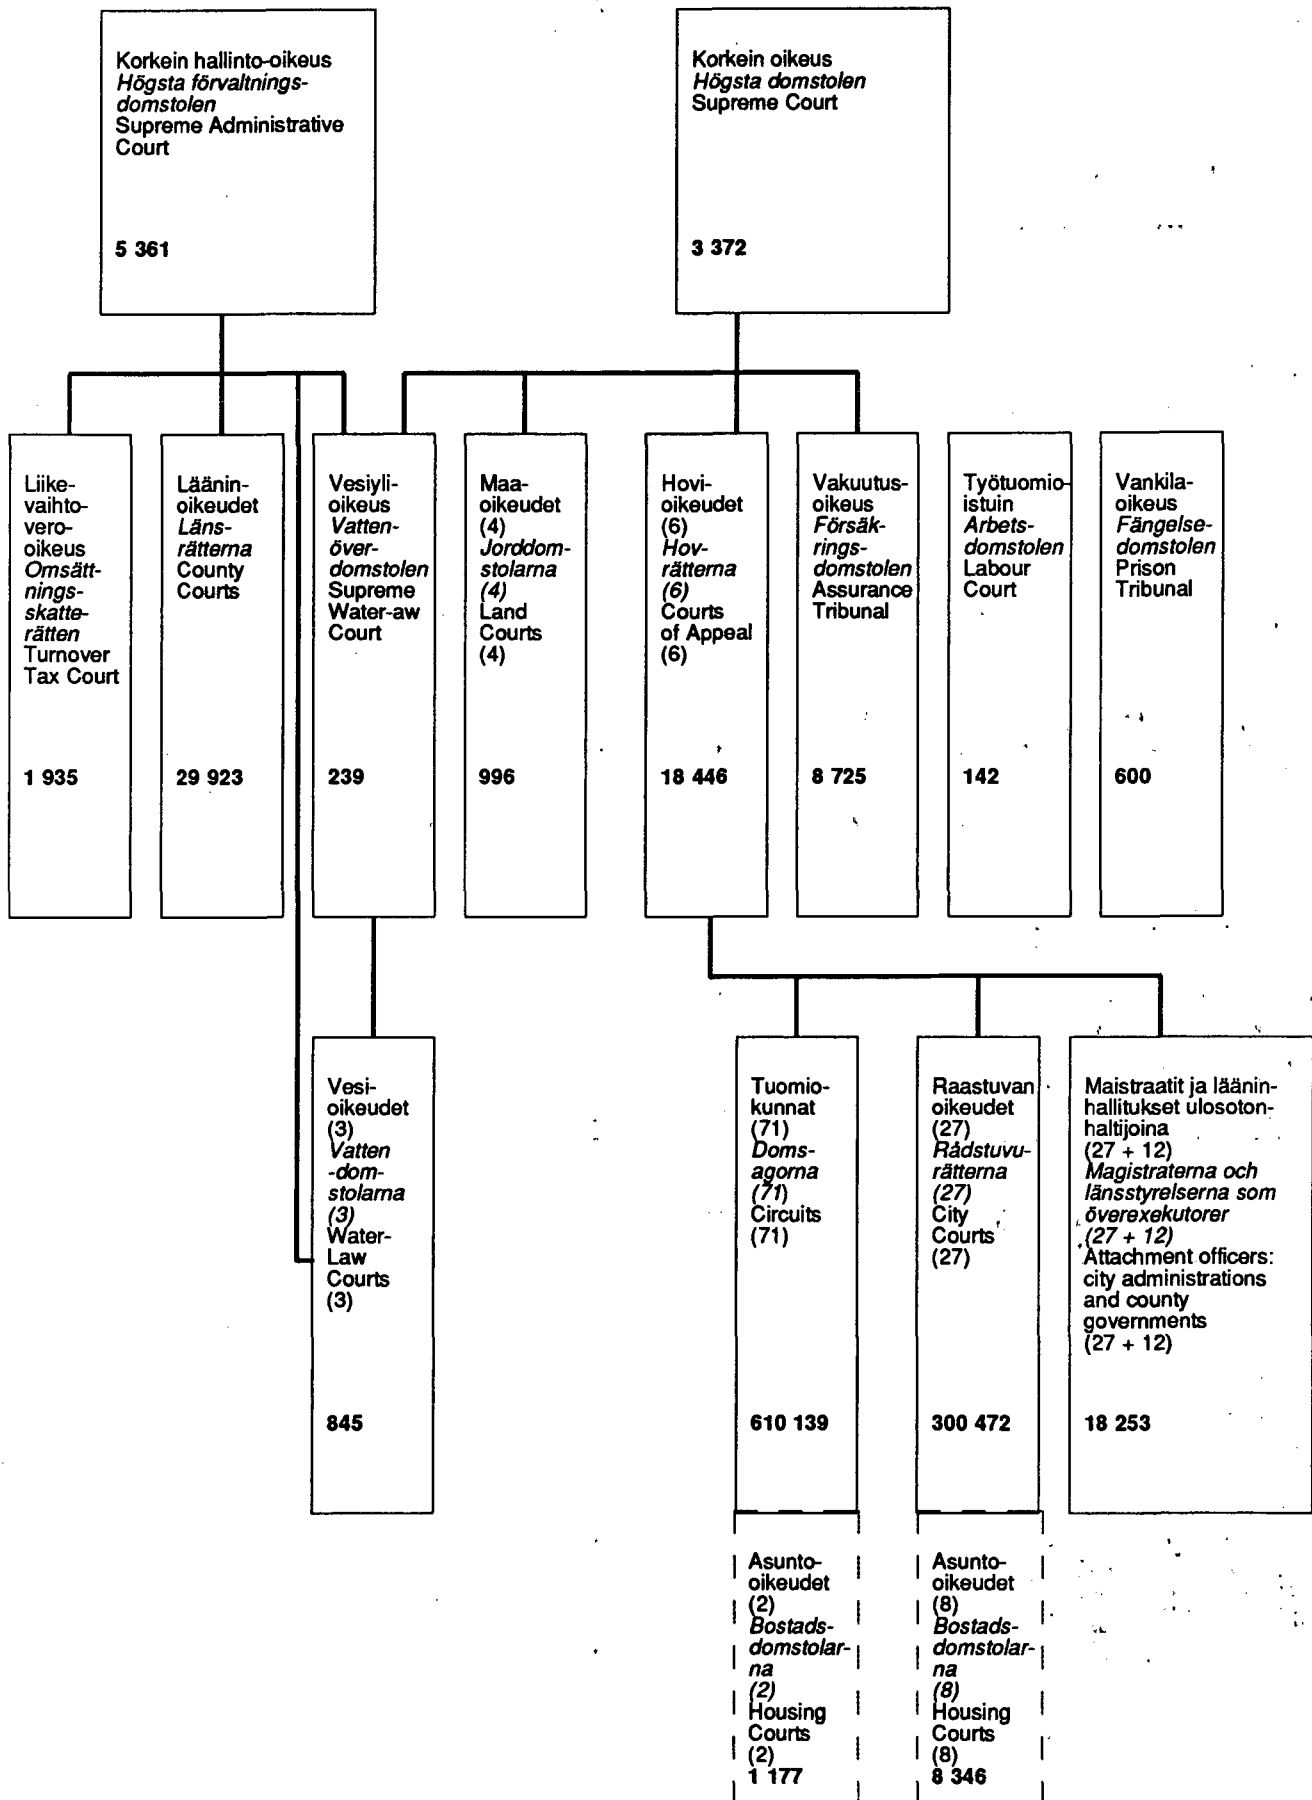 Korkein hallinto-oikeus
Högsta förvaltnings-
domstolen
Supreme Administrative
Court
5 361
Korkein oikeus
Högsta domstolen
Supreme Court
3 372
Liike-
vaihto-
vero-
oikeus
Omsätt-
nings-
skatte-
rätten
Turnover
Tax Court
1 935
Läänin-
oikeudet
Läns-
rätterna
County
Courts
29 923
Vesiyli-
oikeus
Vatten-
över-
domstolen
Supreme
Water-aw
Court
239
Maa-
oikeudet
(4)
Jorddom-
stolarna
(4)
Land
Courts
(4)
996
Hovi-
oikeudet
(6)
Hov-
rätterna
(6)
Courts
of Appeal
(6)
18 446
Vakuutus-
oikeus
Försäk-
rings-
domstolen
Assurance
Tribunal
8 725
Työtuomio-
istuin
Arbets-
domstolen
Labour
Court
142
Vankila-
oikeus
Fängelse-
domstolen
Prison
Tribunal
600
Vesi-
oikeudet
(3)
Vatten
-dom-
stolarna
(3)
Water-
Law
Courts
(3)
845
Tuomio-
kunnat
(71)
Doms-
agorna
(71)
Circuits
(71)
610 139
Raastuvan
oikeudet
(27)
Rådstuvu-
rätterna
(27)
City
Courts
(27)
300 472
Maistraatit ja läänin-
hallitukset ulosoton-
haltijoina
(27 + 12)
Magistraterna och
länsstyrelserna som
överexekutorer
(27 + 12)
Attachment officers:
city administrations
and county
governments
(27 + 12)
18 253
Asunto-
oikeudet
(2)
Bostads-
domstolar-
na
(2)
Housing
Courts
(2)
1 177
Asunto-
oikeudet
(8)
Bostads-
domstolar-
na
(8)
Housing
Courts
(8)
8 346